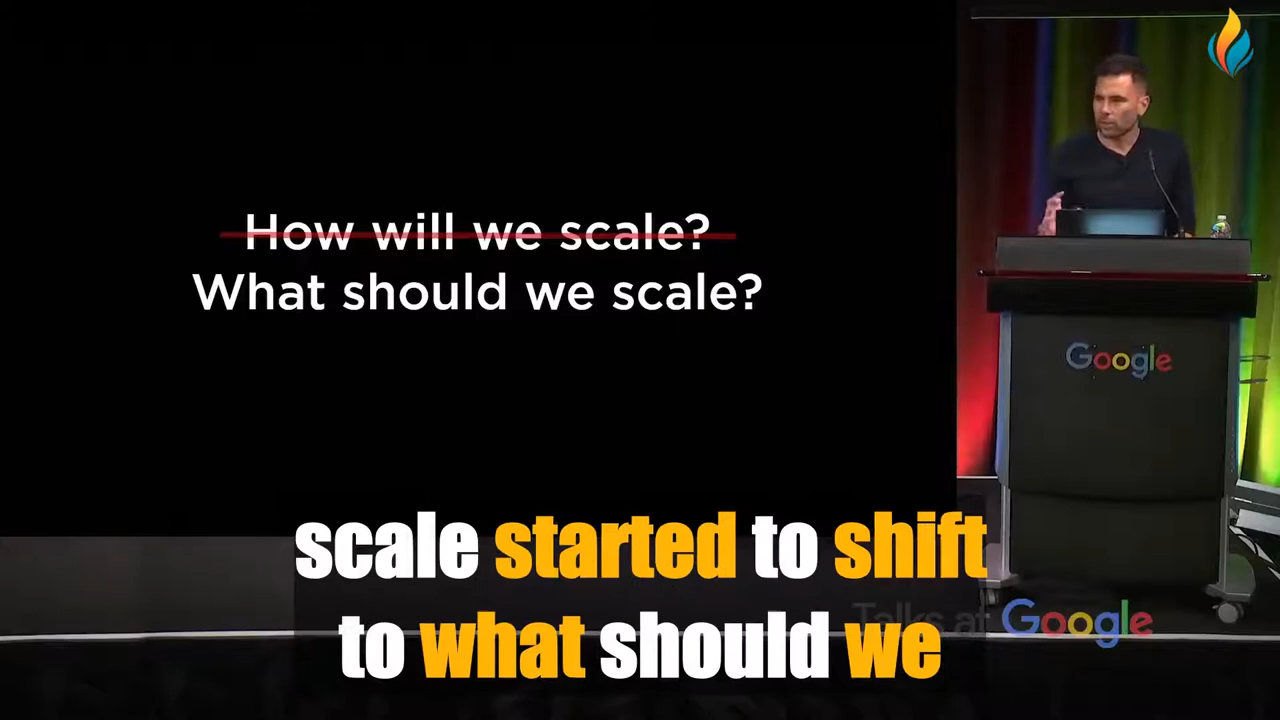 How will we scale?
What should we scale?
Google
scale started to shift
to what should we
Talks at Google